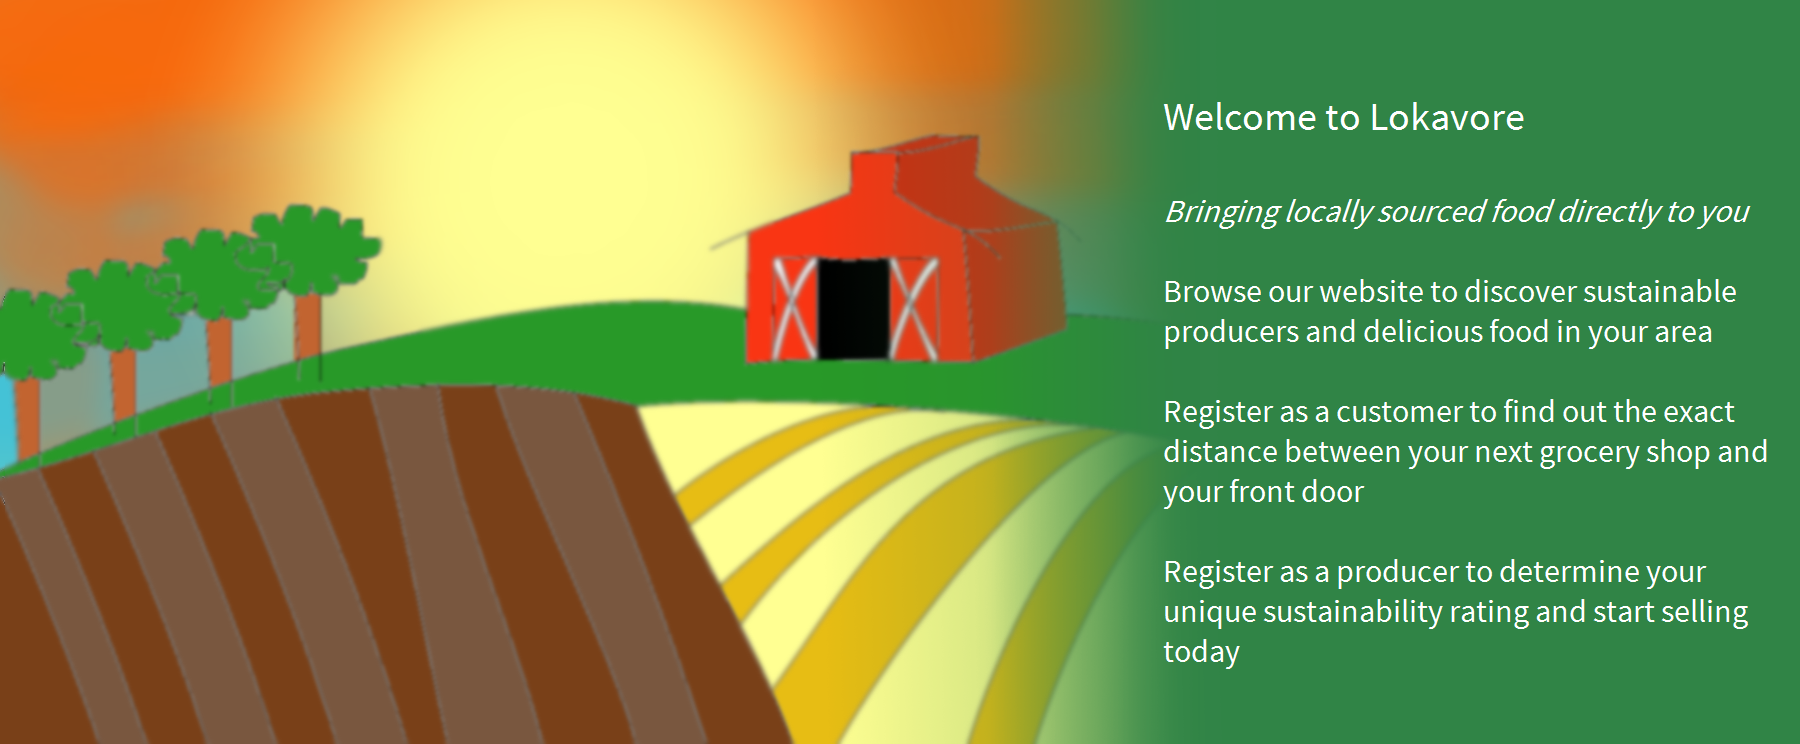 Welcome to Lokavore
Bringing locally sourced food directly to you
Browse our website to discover sustainable
producers and delicious food in your area
Register as a customer to find out the exact
distance between your next grocery shop and
your front door
Register as a producer to determine your
unique sustainability rating and start selling
today